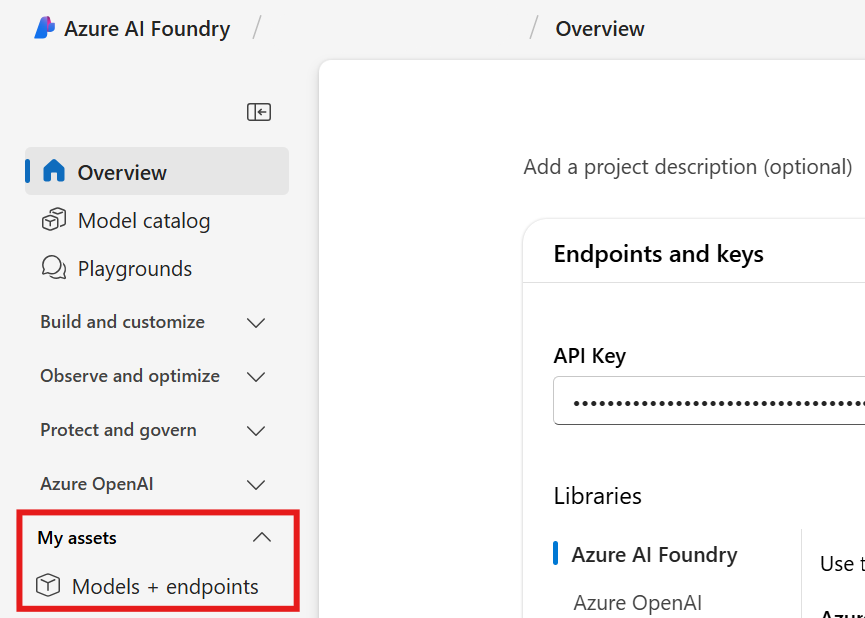 Azure AI Foundry / / Overview
Overview
Model catalog
Playgrounds
Build and customize
Observe and optimize
Protect and govern
Azure OpenAI
My assets
Models + endpoints
Add a project description (optional)
Endpoints and keys
API Key
Libraries
Azure AI Foundry
Azure OpenAI
Use